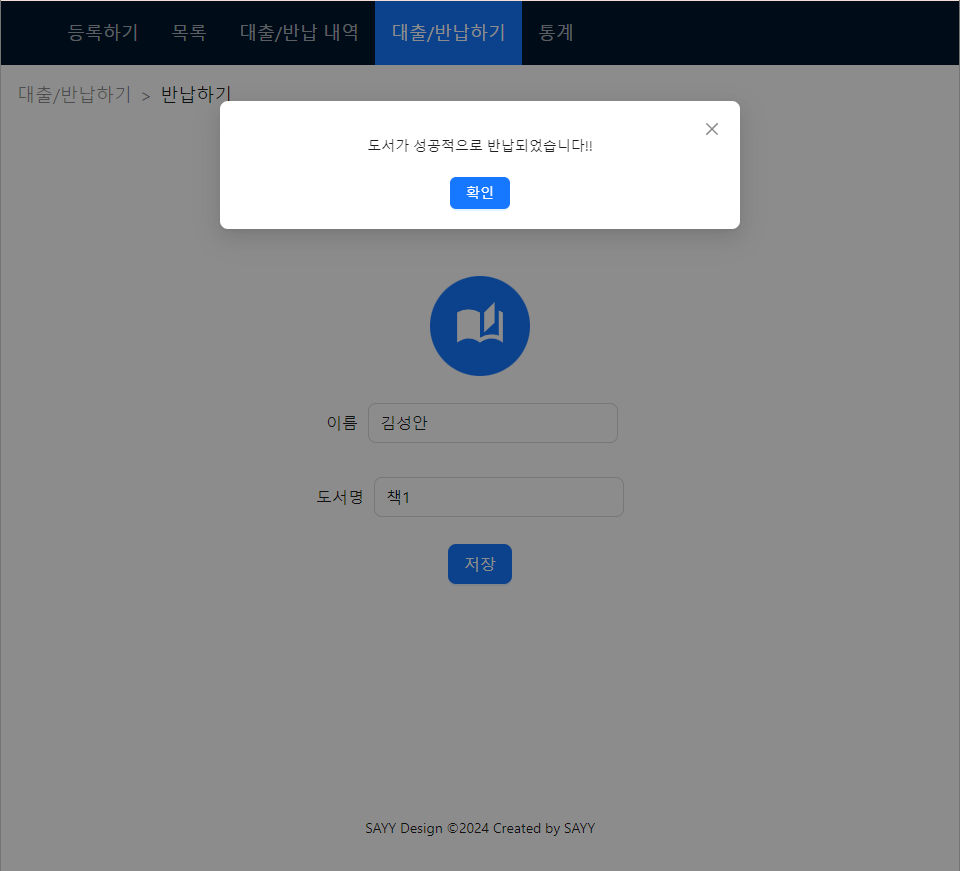 등록하기 목록 대출/반납 내역 대출/반납하기 통계
대출/반납하기 > 반납하기
도서가 성공적으로 반납되었습니다!!
확인
이름 김성안
도서명 책1
저장
SAYY Design ©2024 Created by SAYY